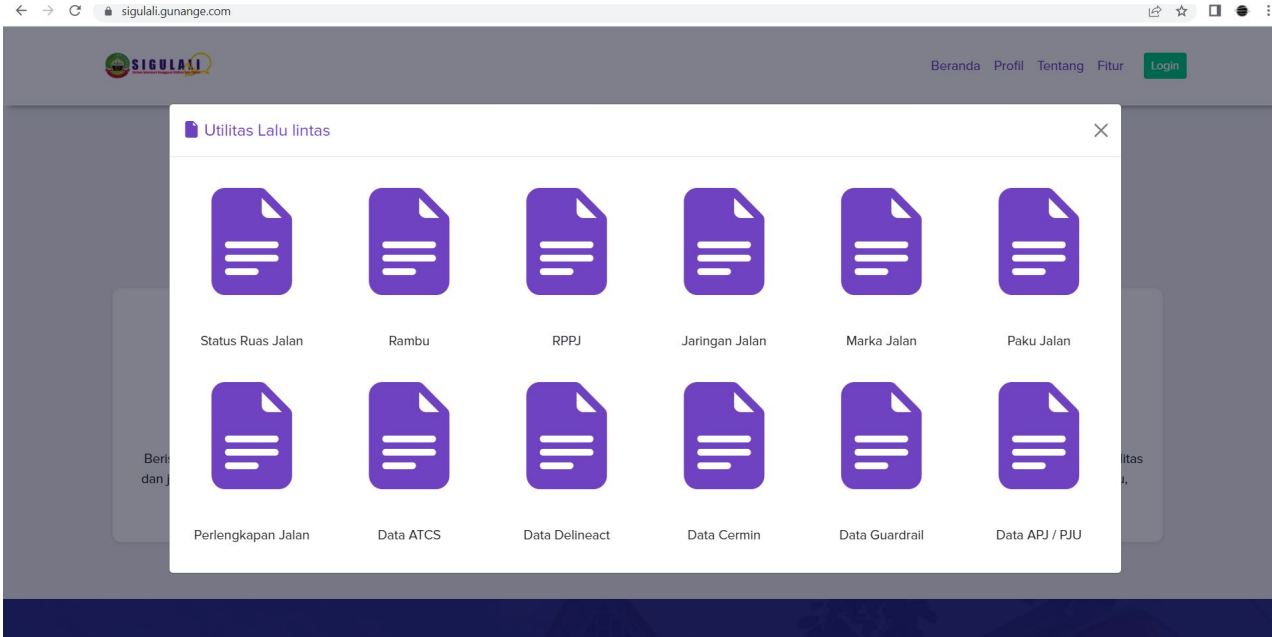 sigulali.gunange.com
SIGULALI
Beranda Profil Tentang Fitur Login
Utilitas Lalu lintas
Status Ruas Jalan Rambu RPPJ Jaringan Jalan Marka Jalan Paku Jalan
Perlengkapan Jalan Data ATCS Data Delineact Data Cermin Data Guardrail Data APJ / PJU
dan